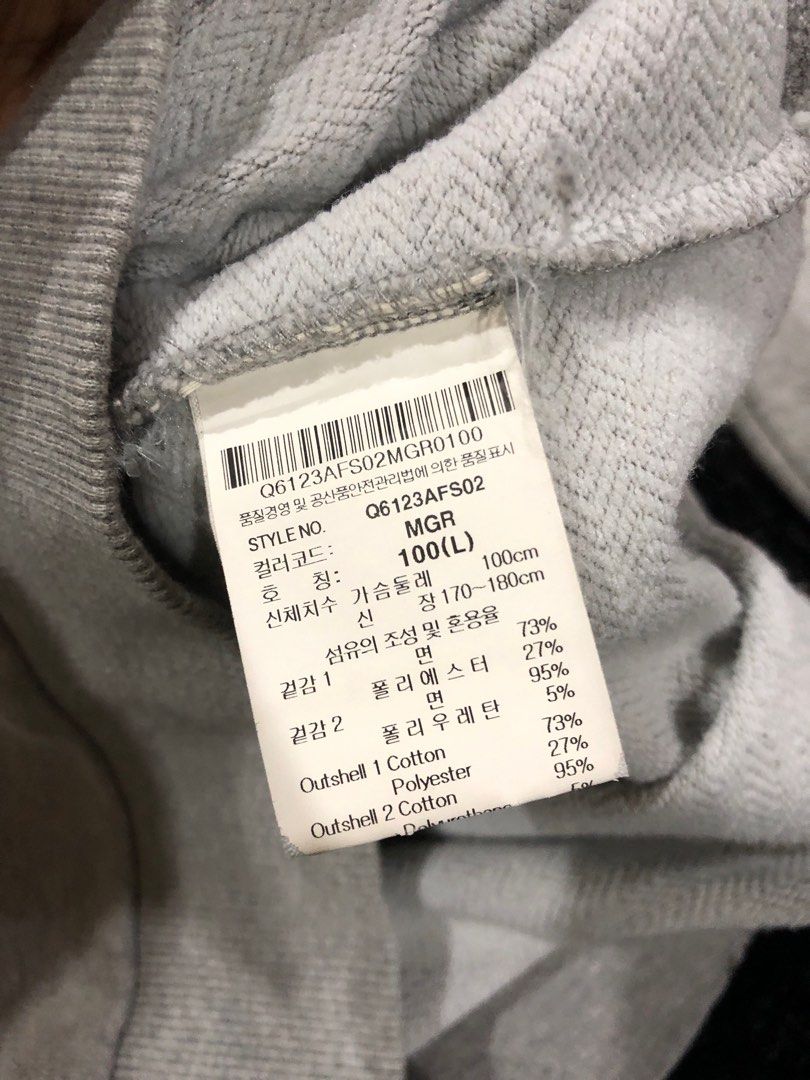 Q6123AFS02MGR0100
품질경영 및 공산품안전관리법에 의한 품질표시
STYLE NO. Q6123AFS02
컬러코드: MGR
호 칭: 100(L)
신체치수 가슴둘레 100cm
신 장 170~180cm
섬유의 조성 및 혼용율
겉감 1 면 73%
폴리에스터 27%
겉감 2 면 95%
폴리우레탄 5%
Outshell 1 Cotton 73%
Polyester 27%
Outshell 2 Cotton 95%
Polyurethane 5%